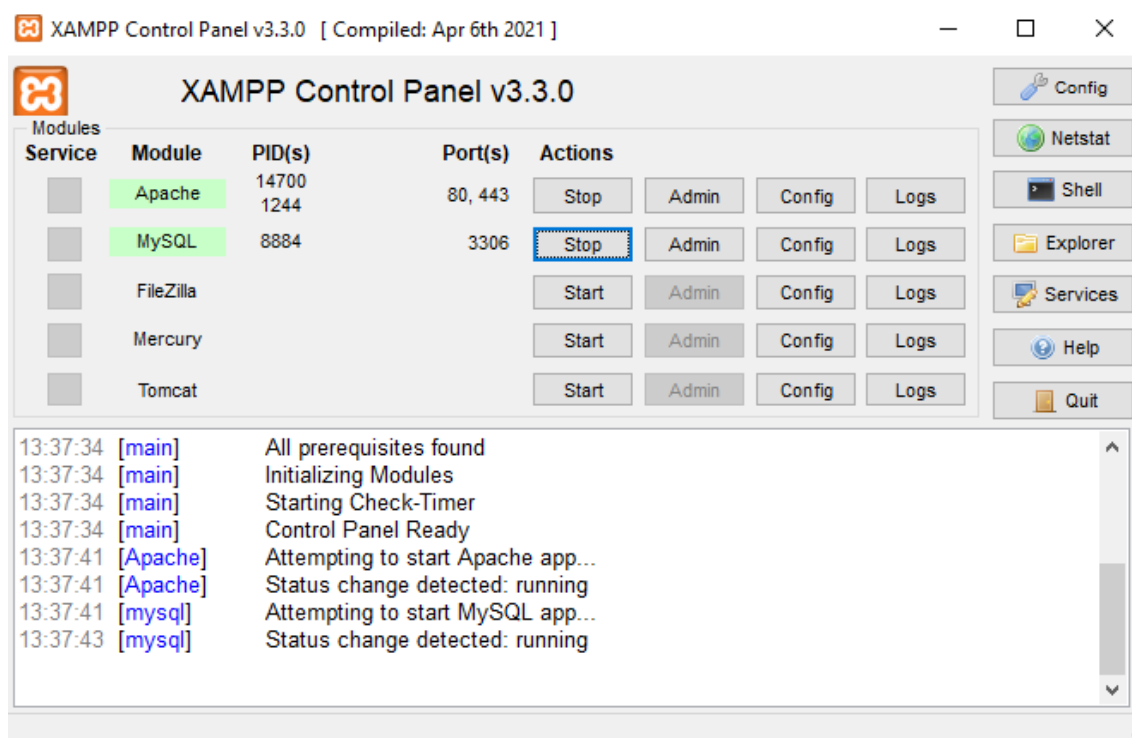 XAMPP Control Panel v3.3.0 [ Compiled: Apr 6th 2021 ]
XAMPP Control Panel v3.3.0
Config
Modules
Netstat
Service Module PID(s) Port(s) Actions
Apache 14700 1244 80, 443 Stop Admin Config Logs
Shell
MySQL 8884 3306 Stop Admin Config Logs
Explorer
FileZilla Start Admin Config Logs
Services
Mercury Start Admin Config Logs
Help
Tomcat Start Admin Config Logs
Quit
13:37:34 [main] All prerequisites found
13:37:34 [main] Initializing Modules
13:37:34 [main] Starting Check-Timer
13:37:34 [main] Control Panel Ready
13:37:41 [Apache] Attempting to start Apache app...
13:37:41 [Apache] Status change detected: running
13:37:41 [mysql] Attempting to start MySQL app...
13:37:43 [mysql] Status change detected: running